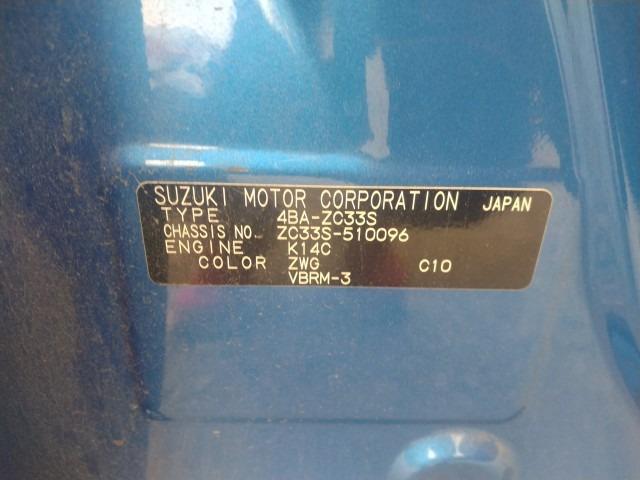 SUZUKI MOTOR CORPORATION JAPAN
TYPE 4BA-ZC33S
CHASSIS NO. ZC33S-510096
ENGINE K14C
COLOR ZWG C10
VBRM-3